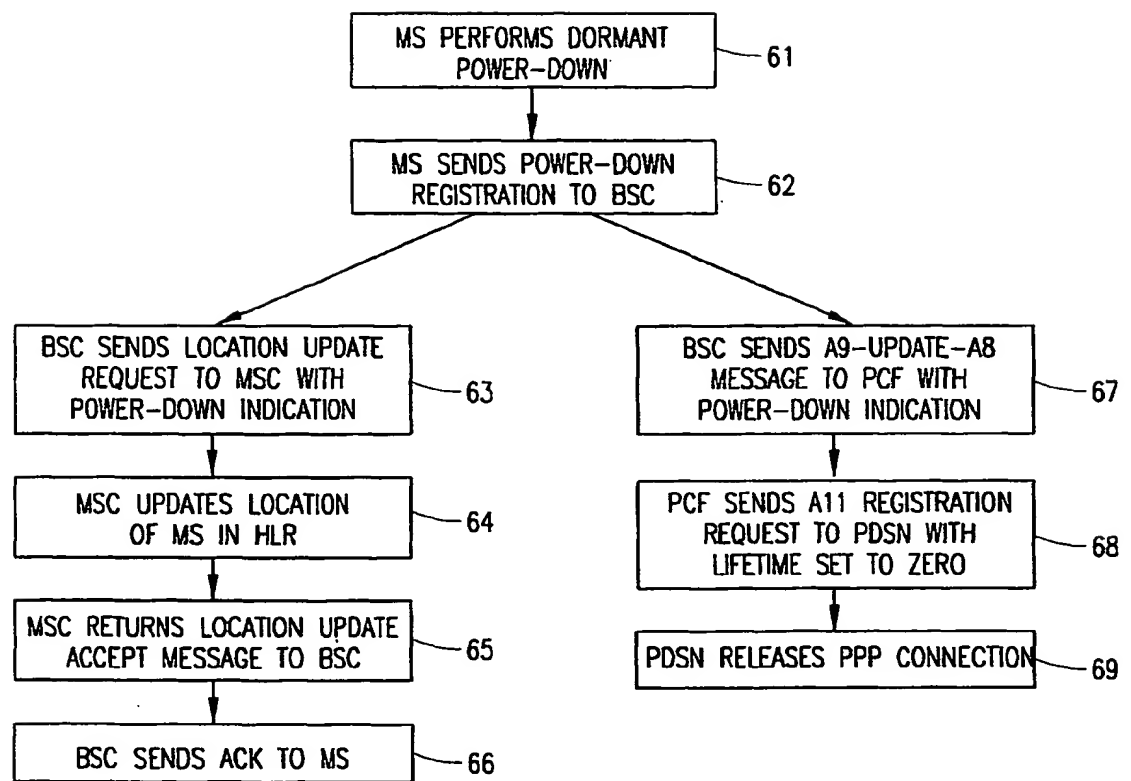 MS PERFORMS DORMANT
POWER-DOWN
61
MS SENDS POWER-DOWN
REGISTRATION TO BSC
62
BSC SENDS LOCATION UPDATE
REQUEST TO MSC WITH
POWER-DOWN INDICATION
63
MSC UPDATES LOCATION
OF MS IN HLR
64
MSC RETURNS LOCATION UPDATE
ACCEPT MESSAGE TO BSC
65
BSC SENDS ACK TO MS
66
BSC SENDS A9-UPDATE-A8
MESSAGE TO PCF WITH
POWER-DOWN INDICATION
67
PCF SENDS A11 REGISTRATION
REQUEST TO PDSN WITH
LIFETIME SET TO ZERO
68
PDSN RELEASES PPP CONNECTION
69